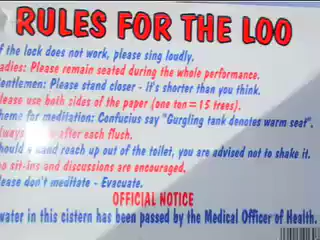 RULES FOR THE LOO
f the lock does not work, please sing loudly.
adies: Please remain seated during the whole performance.
entlemen: Please stand closer - it's shorter than you think.
lease use both sides of the paper (one ton=15 trees).
heme for meditation: Confucius say "Gurgling tank denotes warm seat".
lways after each flush.
hould a hand reach up out of the toilet, you are advised not to shake it.
o sit-ins and discussions are encouraged.
ease don't meditate - Evacuate.
OFFICIAL NOTICE
water in this cistern has been passed by the Medical Officer of Health.